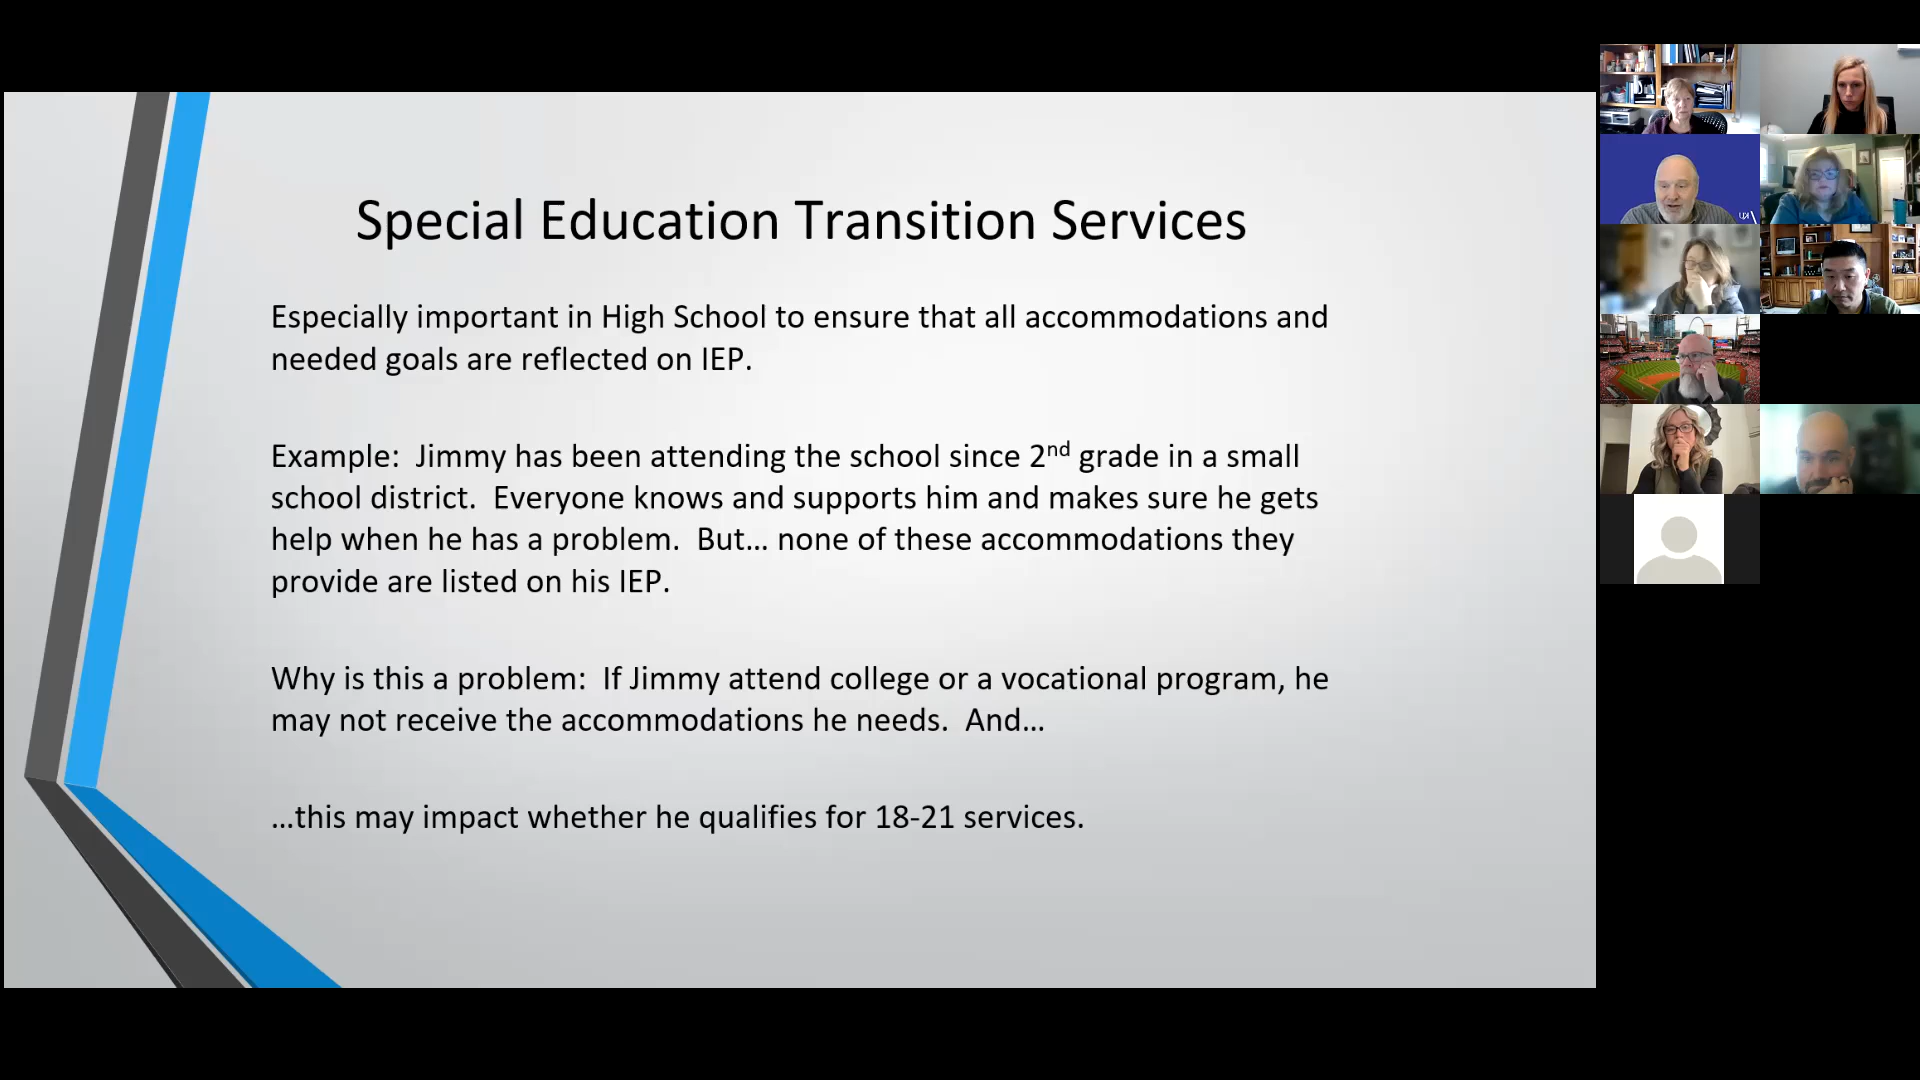 Special Education Transition Services
Especially important in High School to ensure that all accommodations and
needed goals are reflected on IEP.
Example:  Jimmy has been attending the school since 2nd grade in a small
school district.  Everyone knows and supports him and makes sure he gets
help when he has a problem.  But… none of these accommodations they
provide are listed on his IEP.
Why is this a problem:  If Jimmy attend college or a vocational program, he
may not receive the accommodations he needs.  And…
…this may impact whether he qualifies for 18-21 services.